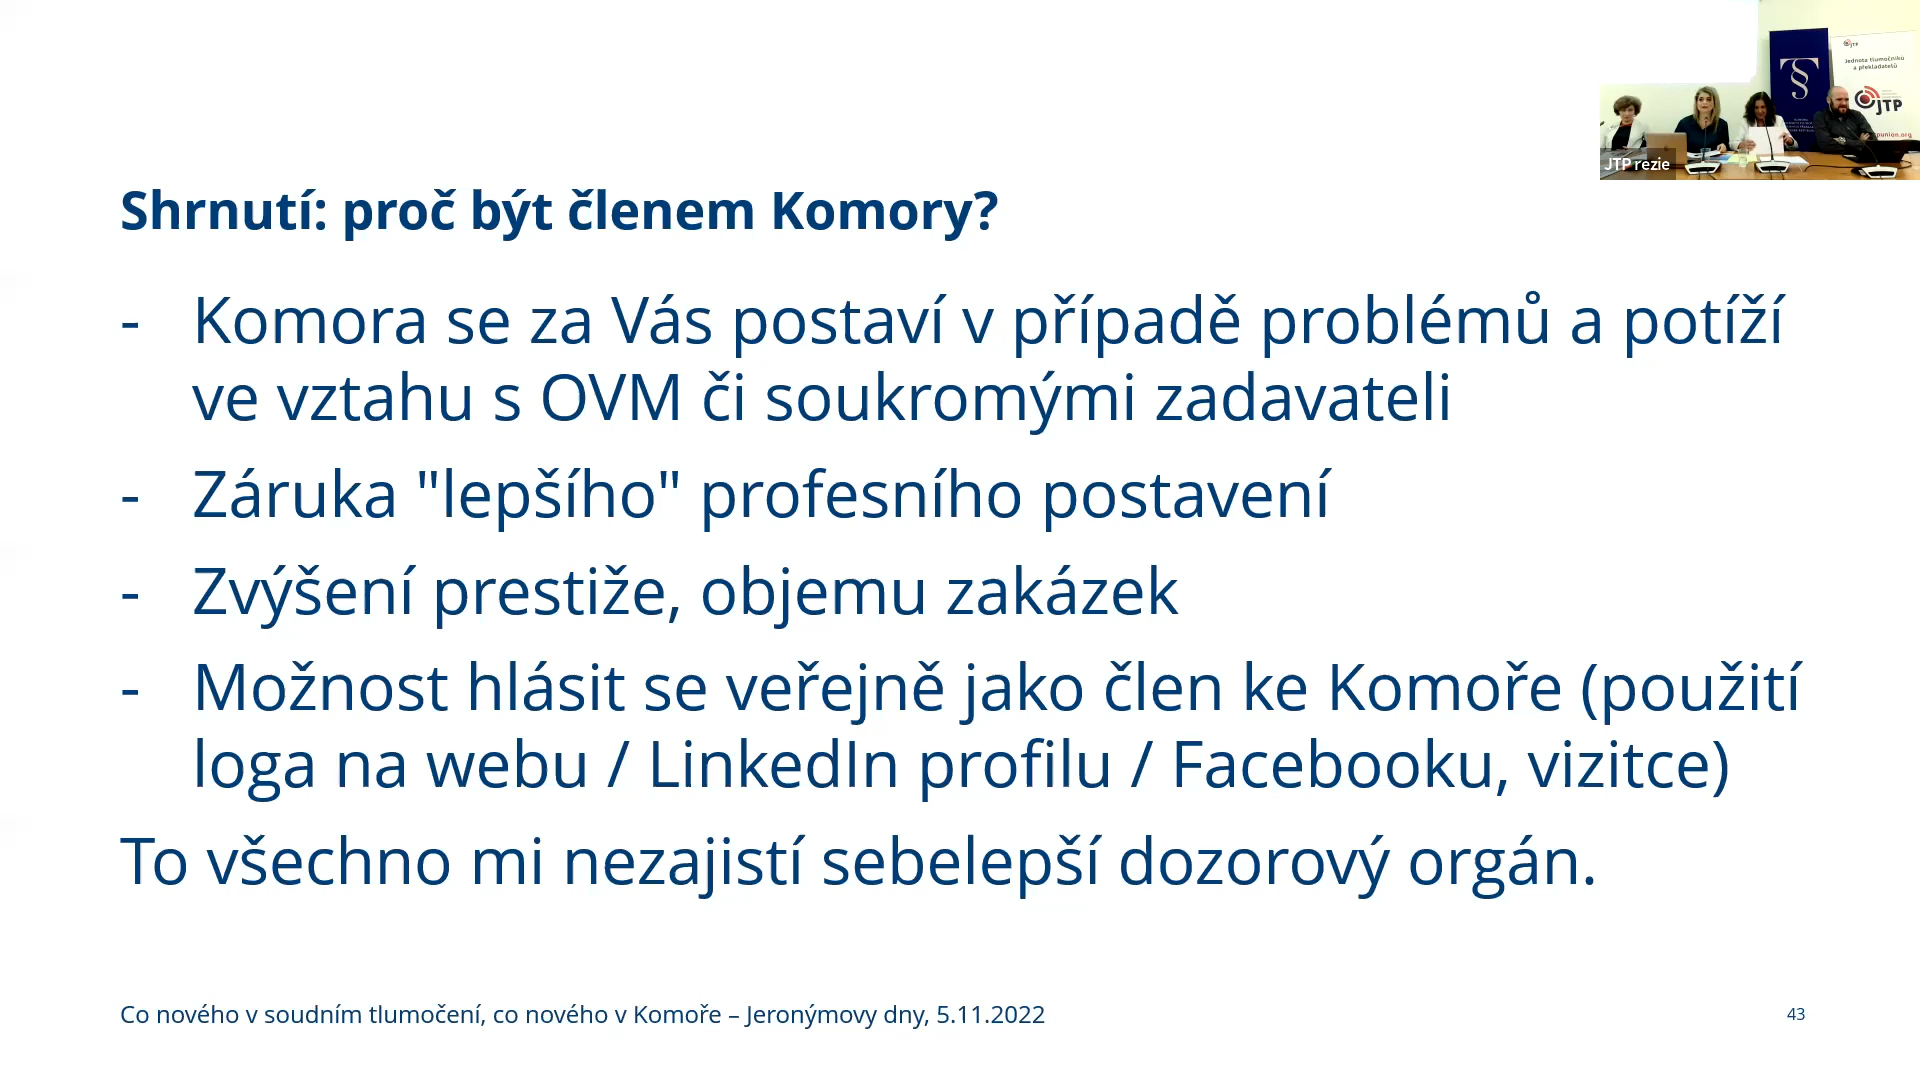 JTP
Jednota tlumočníků
a překladatelů
JTP
JTP rezie
Shrnutí: proč být členem Komory?
- Komora se za Vás postaví v případě problémů a potíží
ve vztahu s OVM či soukromými zadavateli
- Záruka "lepšího" profesního postavení
- Zvýšení prestiže, objemu zakázek
- Možnost hlásit se veřejně jako člen ke Komoře (použití
loga na webu / LinkedIn profilu / Facebooku, vizitce)
To všechno mi nezajistí sebelepší dozorový orgán.
Co nového v soudním tlumočení, co nového v Komoře – Jeronýmovy dny, 5.11.2022
43